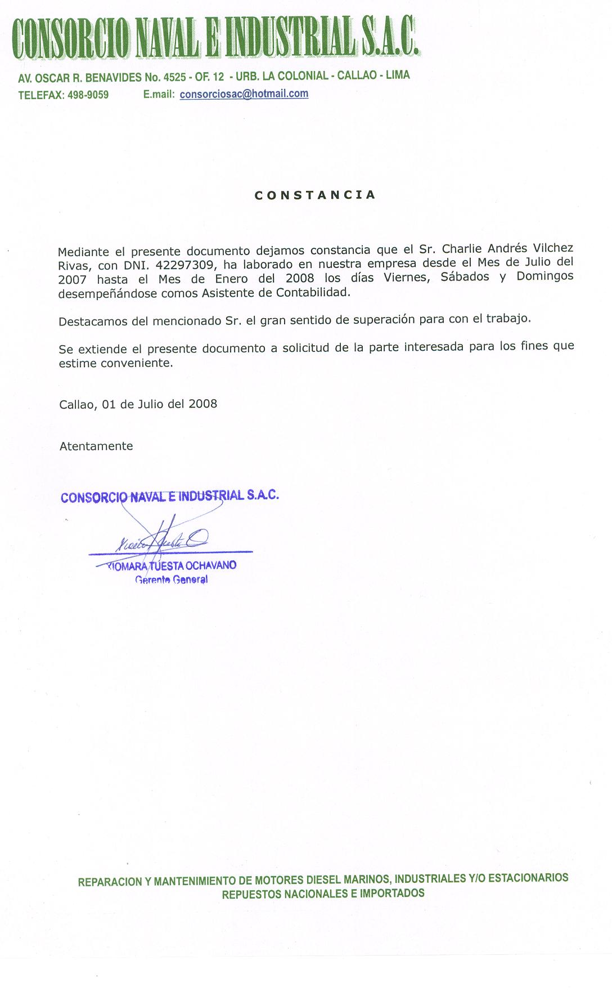 CONSORCIO NAVAL E INDUSTRIAL S.A.C.
AV. OSCAR R. BENAVIDES No. 4525 - OF. 12 - URB. LA COLONIAL - CALLAO - LIMA
TELEFAX: 498-9059 E.mail: consorciosac@hotmail.com
CONSTANCIA
Mediante el presente documento dejamos constancia que el Sr. Charlie Andrés Vilchez
Rivas, con DNI. 42297309, ha laborado en nuestra empresa desde el Mes de Julio del
2007 hasta el Mes de Enero del 2008 los días Viernes, Sábados y Domingos
desempeñándose comos Asistente de Contabilidad.
Destacamos del mencionado Sr. el gran sentido de superación para con el trabajo.
Se extiende el presente documento a solicitud de la parte interesada para los fines que
estime conveniente.
Callao, 01 de Julio del 2008
Atentamente
CONSORCIO NAVAL E INDUSTRIAL S.A.C.
XIOMARA TUESTA OCHAVANO
Gerente General
REPARACION Y MANTENIMIENTO DE MOTORES DIESEL MARINOS, INDUSTRIALES Y/O ESTACIONARIOS
REPUESTOS NACIONALES E IMPORTADOS